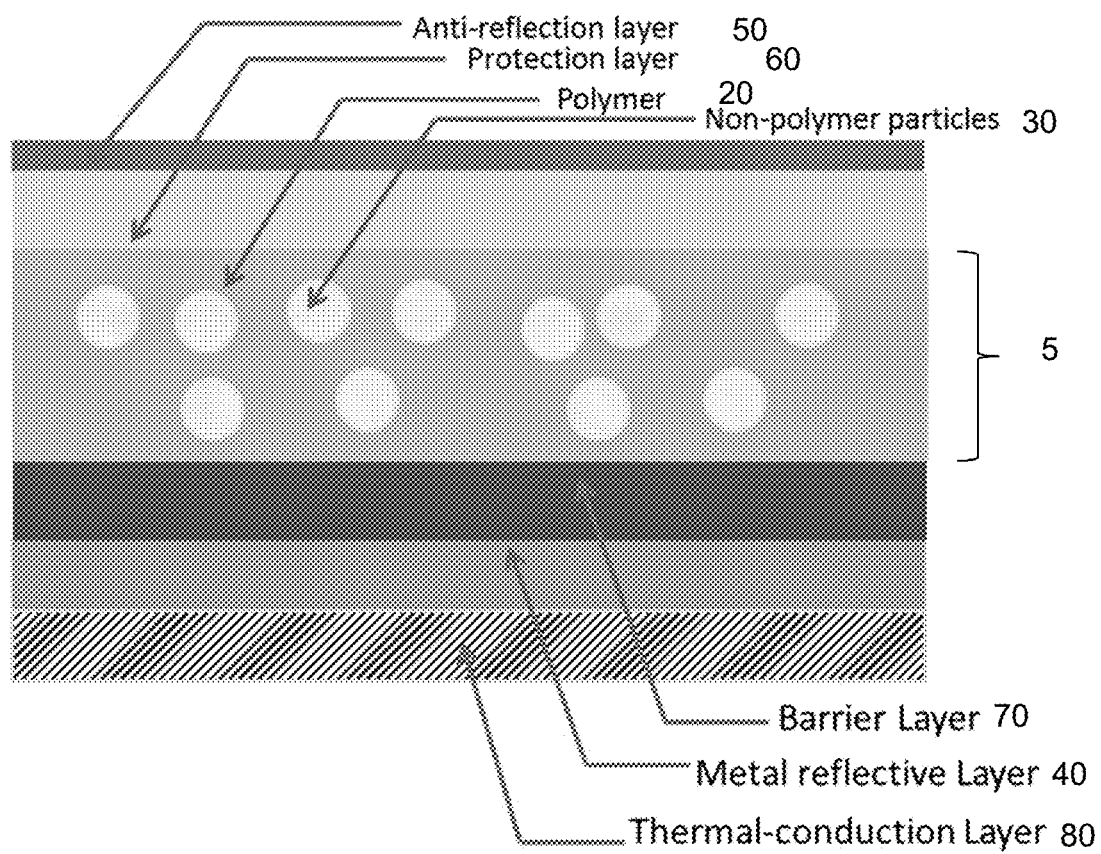 Anti-reflection layer 50
Protection layer 60
Polymer 20
Non-polymer particles 30
5
Barrier Layer 70
Metal reflective Layer 40
Thermal-conduction Layer 80